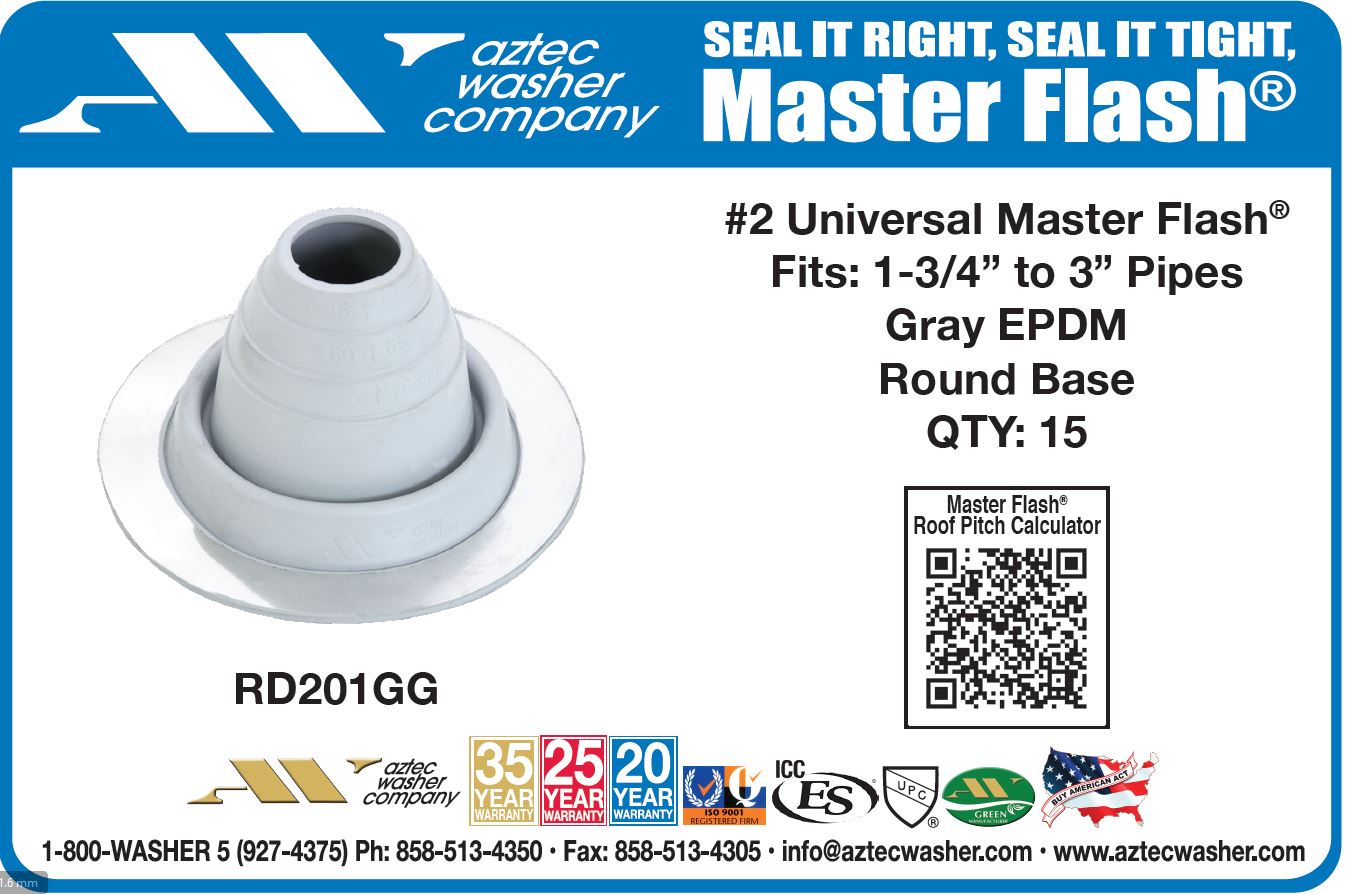 aztec
washer
company
SEAL IT RIGHT, SEAL IT TIGHT,
Master Flash®
#2 Universal Master Flash®
Fits: 1-3/4” to 3” Pipes
Gray EPDM
Round Base
QTY: 15
60 ↑ 65
aztec
washer
Master Flash®
Roof Pitch Calculator
RD201GG
aztec
washer
company
35
YEAR
WARRANTY
25
YEAR
WARRANTY
20
YEAR
WARRANTY
Q
ISO 9001
REGISTERED FIRM
ICC
ES
UPC
®
GREEN
MANUFACTURER
BUY AMERICAN ACT
1-800-WASHER 5 (927-4375) Ph: 858-513-4350 · Fax: 858-513-4305 · info@aztecwasher.com · www.aztecwasher.com
1.6 mm